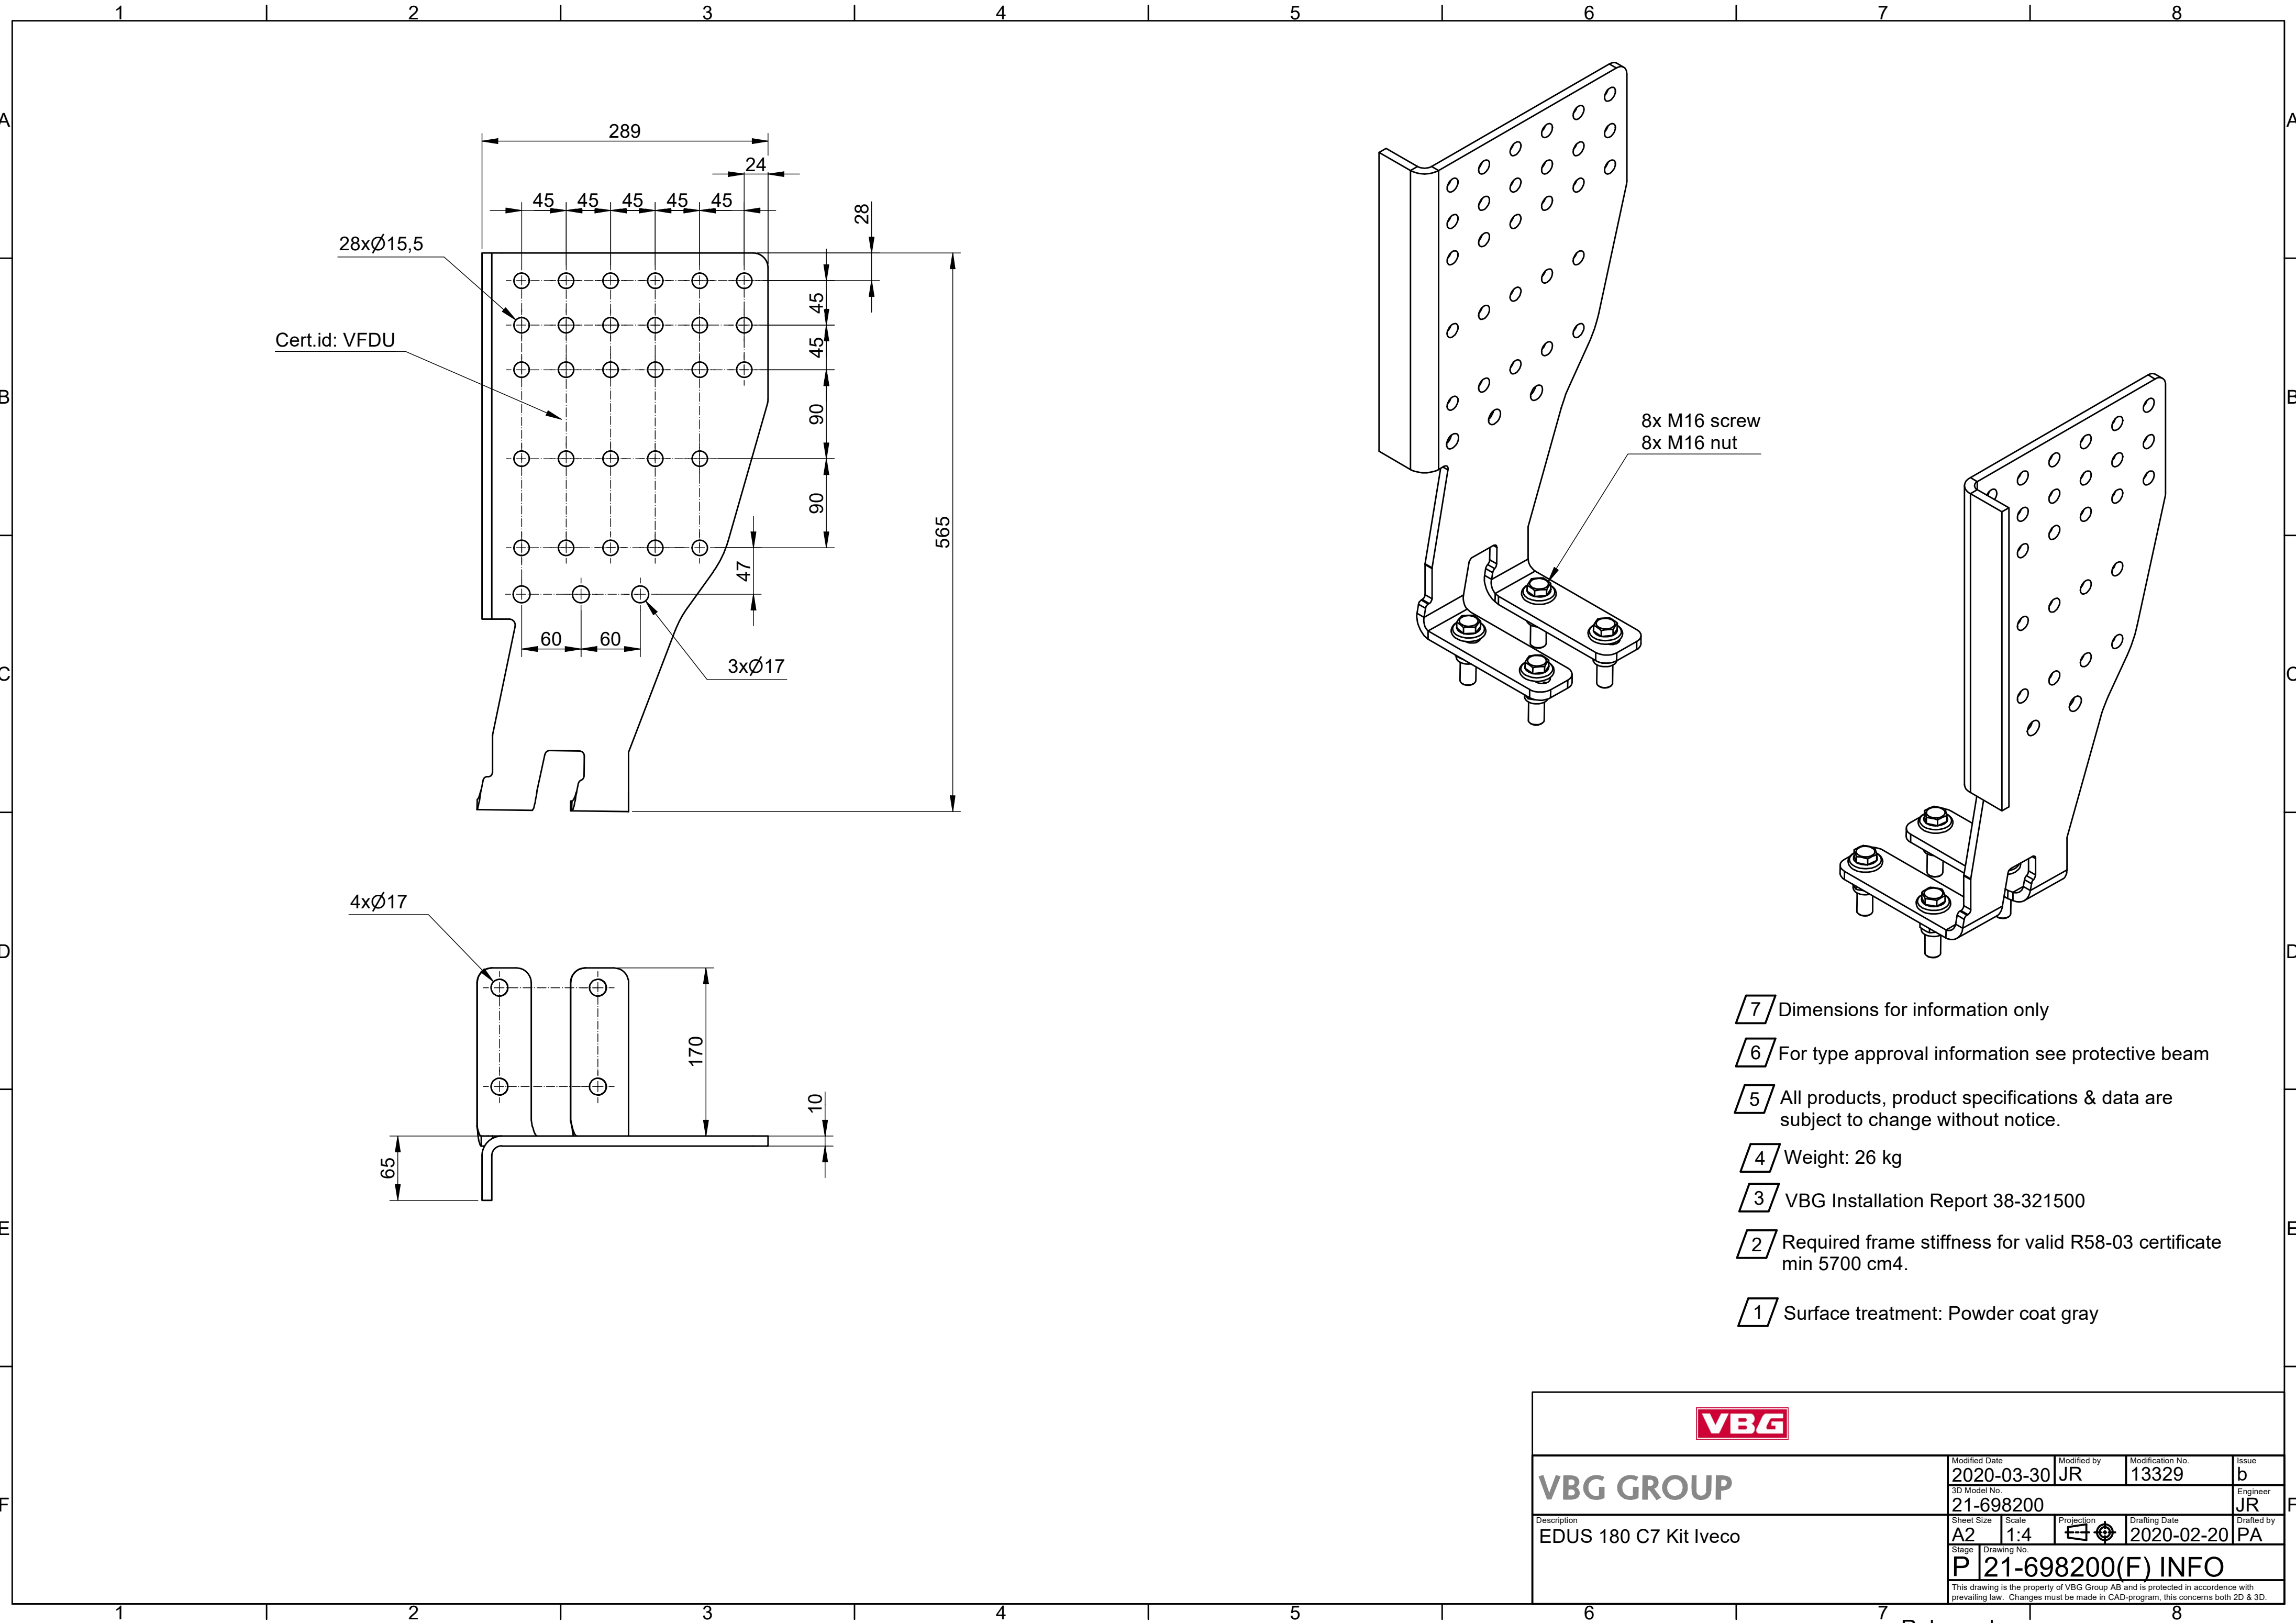 1 2 3 4 5 6 7 8
A A
289
24
45 45 45 45 45
28
28xØ15,5
45
Cert.id: VFDU
45
B B
90
8x M16 screw
8x M16 nut
90
565
47
60 60
3xØ17
C C
4xØ17
D D
170
10
65
7 Dimensions for information only
6 For type approval information see protective beam
5 All products, product specifications & data are
subject to change without notice.
4 Weight: 26 kg
3 VBG Installation Report 38-321500
E E
2 Required frame stiffness for valid R58-03 certificate
min 5700 cm4.
1 Surface treatment: Powder coat gray
VBG
VBG GROUP
Modified Date Modified by Modification No. Issue
2020-03-30 JR 13329 b
3D Model No. Engineer
21-698200 JR
F F
Description
EDUS 180 C7 Kit Iveco
Sheet Size Scale Projection Drafting Date Drafted by
A2 1:4 2020-02-20 PA
Stage Drawing No.
P 21-698200(F) INFO
This drawing is the property of VBG Group AB and is protected in accordance with
prevailing law. Changes must be made in CAD-program, this concerns both 2D & 3D.
1 2 3 4 5 6 7 8